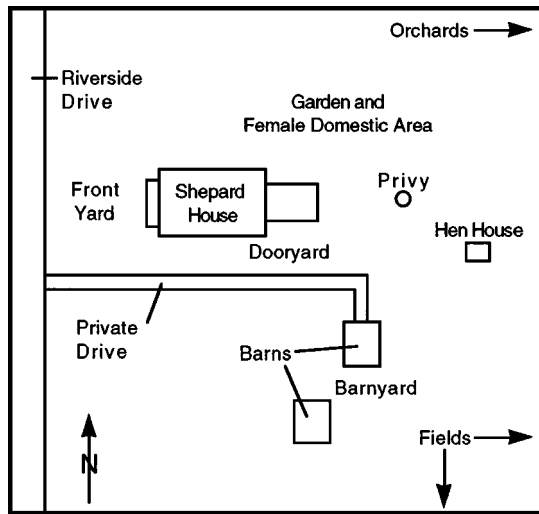 Orchards
Riverside
Drive
Garden and
Female Domestic Area
Front
Yard
Shepard
House
Privy
Hen House
Dooryard
Private
Drive
Barns
Barnyard
Fields
N